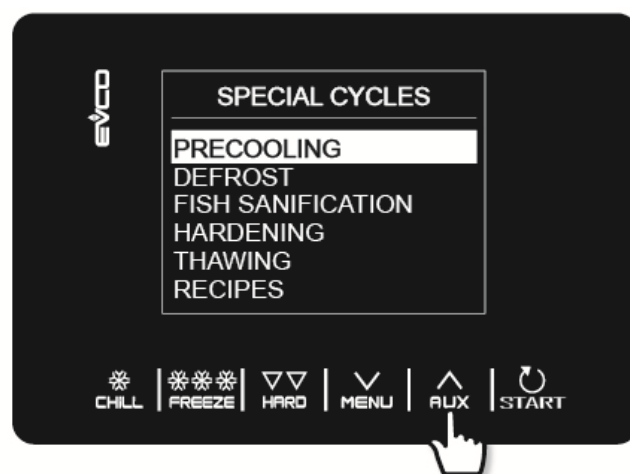 evco
SPECIAL CYCLES
PRECOOLING
DEFROST
FISH SANIFICATION
HARDENING
THAWING
RECIPES
CHILL FREEZE HARD MENU AUX START